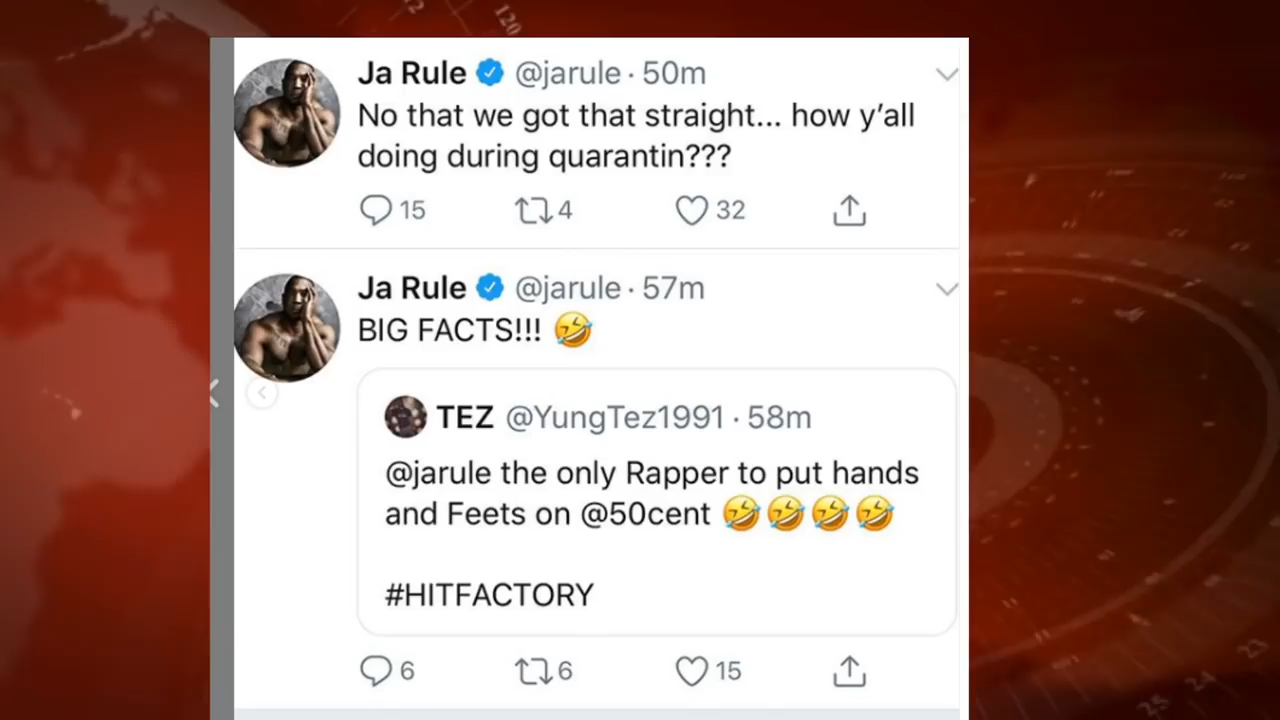 Ja Rule @jarule · 50m
No that we got that straight... how y'all
doing during quarantin???
15 4 32
Ja Rule @jarule · 57m
BIG FACTS!!! 🤣
TEZ @YungTez1991 · 58m
@jarule the only Rapper to put hands
and Feets on @50cent 🤣🤣🤣🤣
#HITFACTORY
6 6 15
120